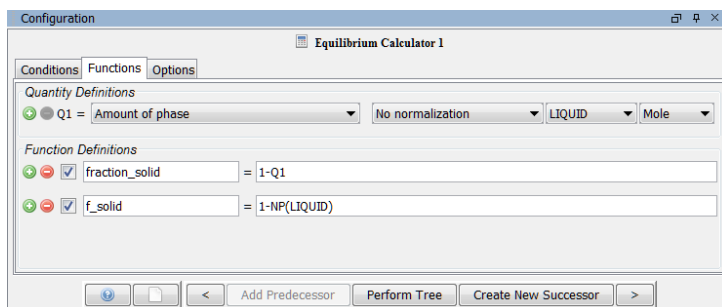 Configuration
Equilibrium Calculator 1
Conditions Functions Options
Quantity Definitions
Q1 = Amount of phase No normalization LIQUID Mole
Function Definitions
fraction_solid = 1-Q1
f_solid = 1-NP(LIQUID)
< Add Predecessor Perform Tree Create New Successor >